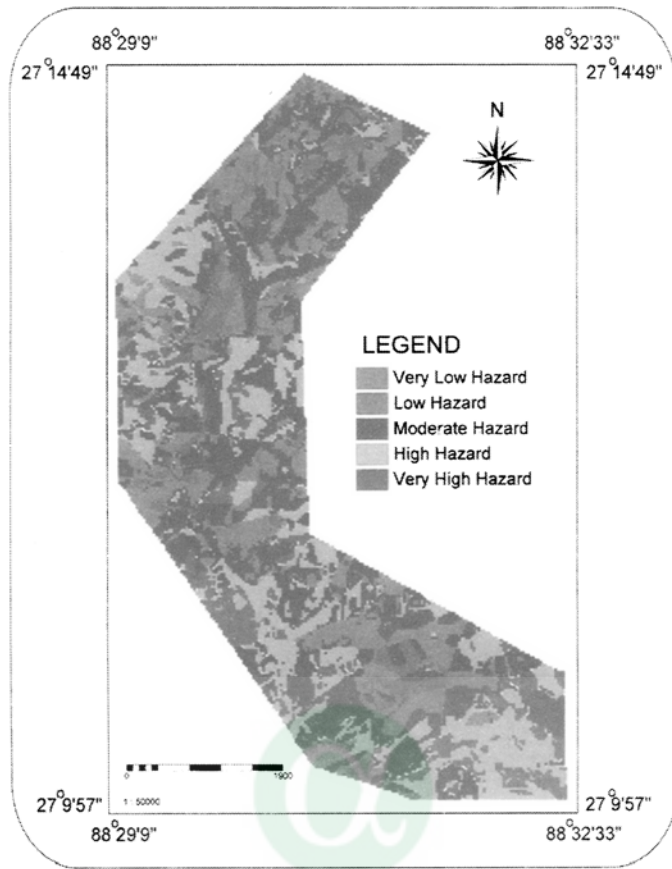 88°29'9" 88°32'33"
27°14'49" 27°14'49"
N
LEGEND
Very Low Hazard
Low Hazard
Moderate Hazard
High Hazard
Very High Hazard
0 1900
1 : 50000
27°9'57" 27°9'57"
88°29'9" 88°32'33"
α